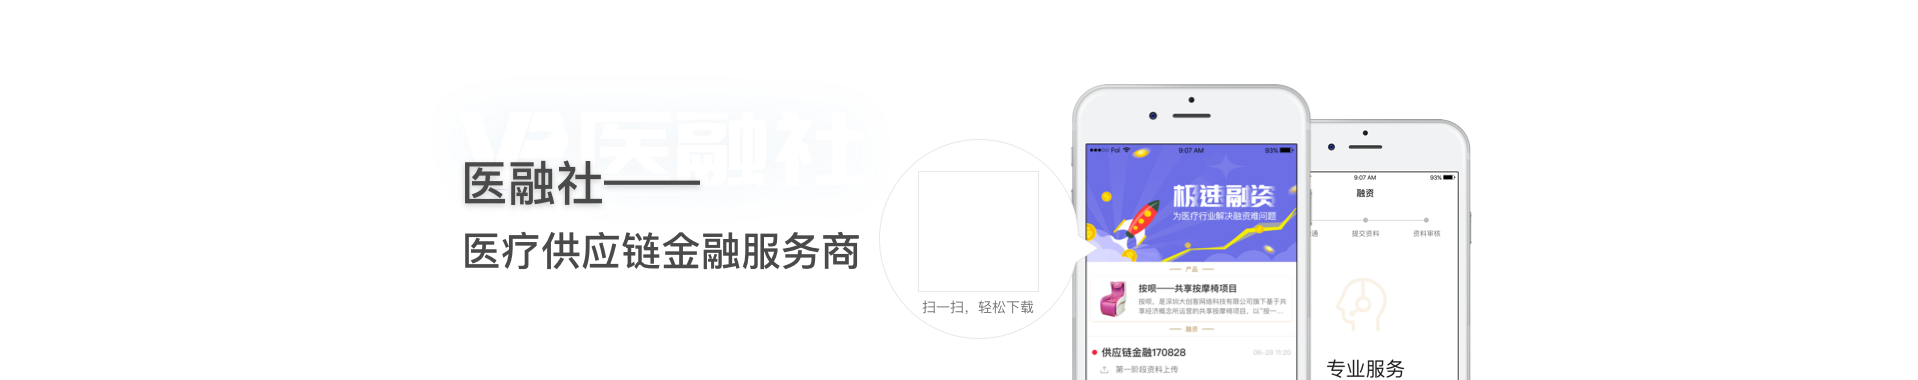 VP医融社
医融社——
医疗供应链金融服务商
扫一扫，轻松下载
Fol 9:07 AM 93%
极速融资
为医疗行业解决融资难问题
产品
按呗——共享按摩椅项目
按呗，是深圳大创客网络科技有限公司旗下基于共
享经济概念所运营的共享按摩椅项目，以“按一...
融资
供应链金融170828
06-28 11:20
第一阶段资料上传
9:07 AM 93%
融资
通 提交资料 资料审核
专业服务